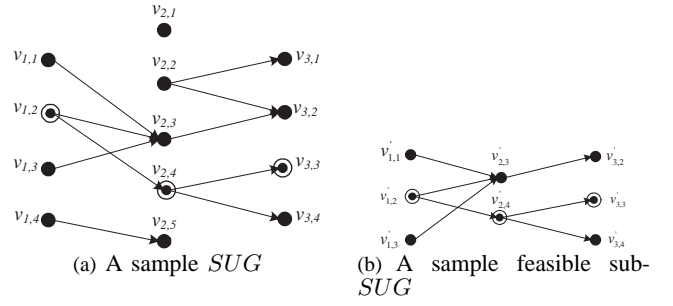 v2,1
v1,1
v2,2
v3,1
v1,2
v2,3
v3,2
v1,3
v2,4
v3,3
v1,4
v2,5
v3,4
(a) A sample SUG
v'1,1
v'2,3
v'3,2
v'1,2
v'2,4
v'3,3
v'1,3
v'3,4
(b) A sample feasible sub-
SUG